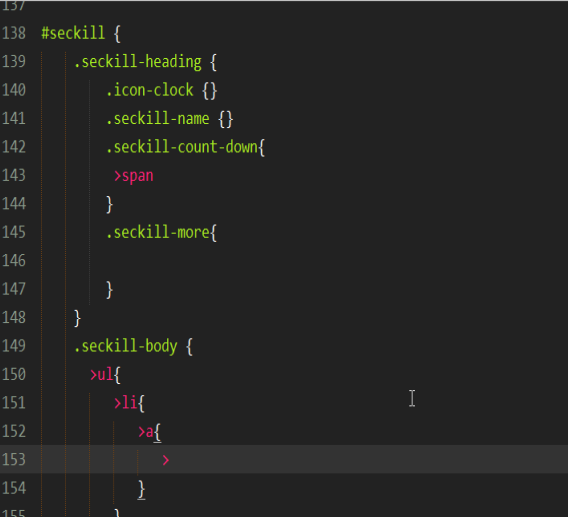 137
138 #seckill {
139 .seckill-heading {
140 .icon-clock {}
141 .seckill-name {}
142 .seckill-count-down{
143 >span
144 }
145 .seckill-more{
146
147 }
148 }
149 .seckill-body {
150 >ul{
151 >li{
152 >a{
153 >
154 }
155 }